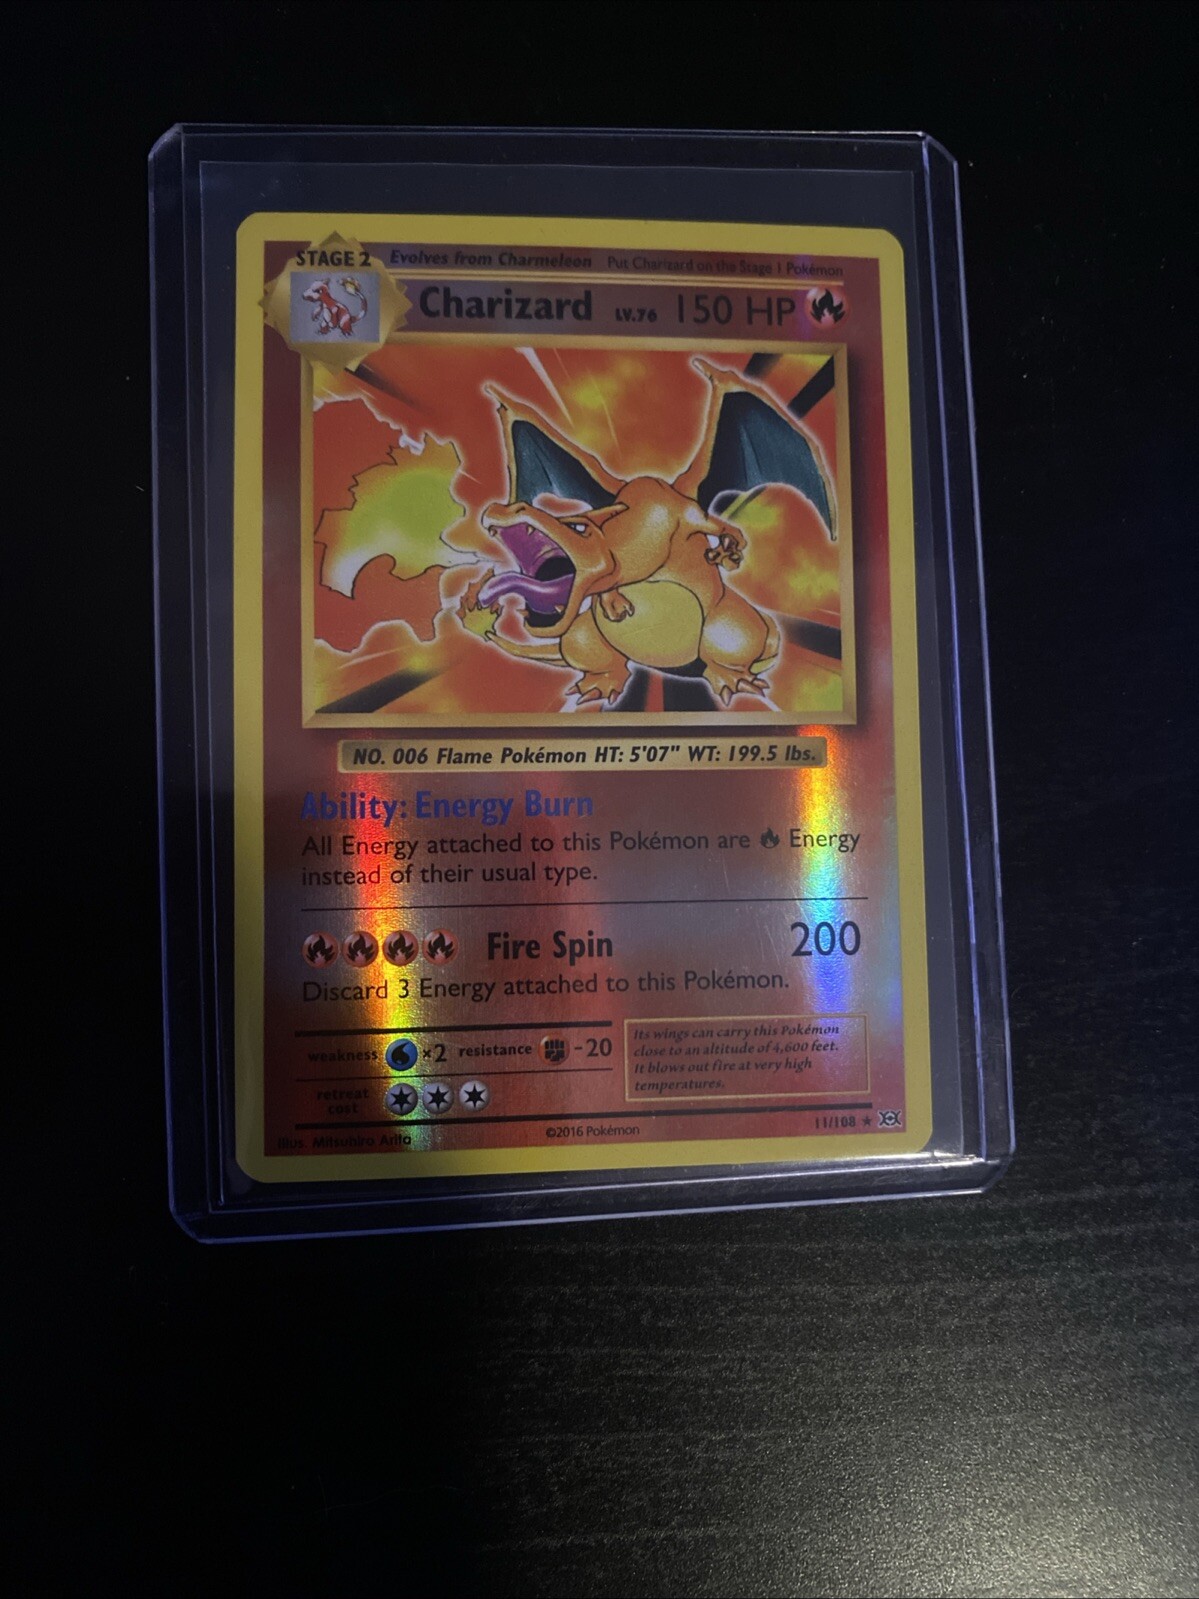 STAGE 2 Evolves from Charmeleon Put Charizard on the Stage 1 Pokémon
Charizard LV.76 150 HP
NO. 006 Flame Pokémon HT: 5'07" WT: 199.5 lbs.
Ability: Energy Burn
All Energy attached to this Pokémon are Energy
instead of their usual type.
Fire Spin 200
Discard 3 Energy attached to this Pokémon.
weakness ×2 resistance -20
retreat
cost
Its wings can carry this Pokémon
close to an altitude of 4,600 feet.
It blows out fire at very high
temperatures.
Illus. Mitsuhiro Arita ©2016 Pokémon 11/108 ★